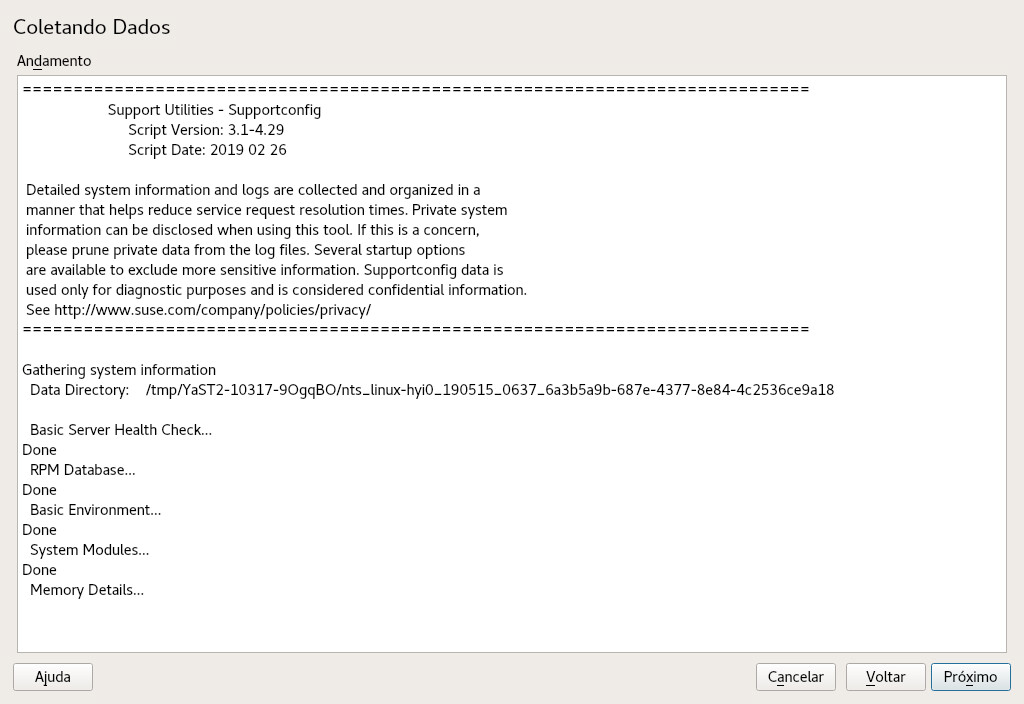 Coletando Dados
Andamento
==============================================================================
Support Utilities - Supportconfig
Script Version: 3.1-4.29
Script Date: 2019 02 26
Detailed system information and logs are collected and organized in a
manner that helps reduce service request resolution times. Private system
information can be disclosed when using this tool. If this is a concern,
please prune private data from the log files. Several startup options
are available to exclude more sensitive information. Supportconfig data is
used only for diagnostic purposes and is considered confidential information.
See http://www.suse.com/company/policies/privacy/
==============================================================================
Gathering system information
Data Directory: /tmp/YaST2-10317-9OgqBO/nts_linux-hyi0_190515_0637_6a3b5a9b-687e-4377-8e84-4c2536ce9a18
Basic Server Health Check...
Done
RPM Database...
Done
Basic Environment...
Done
System Modules...
Done
Memory Details...
Ajuda Cancelar Voltar Próximo